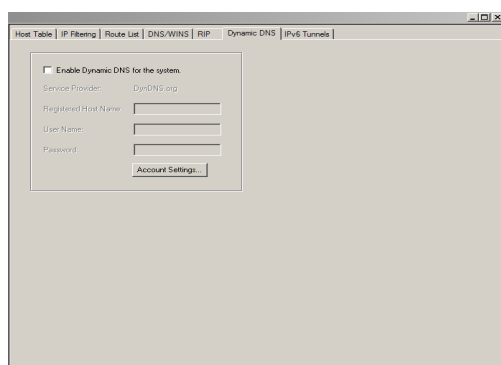 Host Table IP Filtering Route List DNS/WINS RIP Dynamic DNS IPv6 Tunnels
Enable Dynamic DNS for the system.
Service Provider: DynDNS.org
Registered Host Name:
User Name:
Password:
Account Settings...